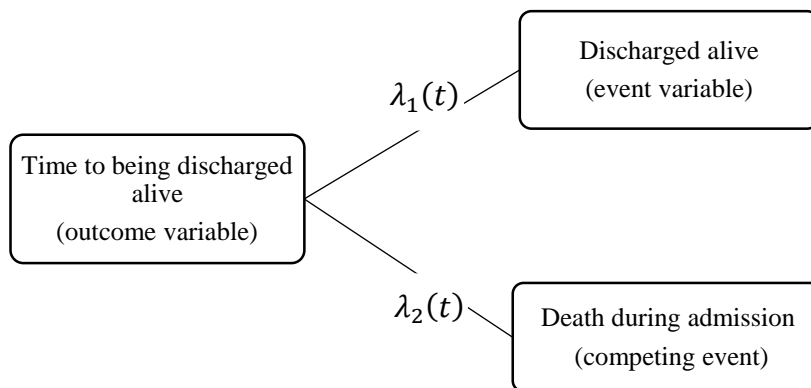 Discharged alive
(event variable)
λ₁(t)
Time to being discharged
alive
(outcome variable)
λ₂(t)
Death during admission
(competing event)